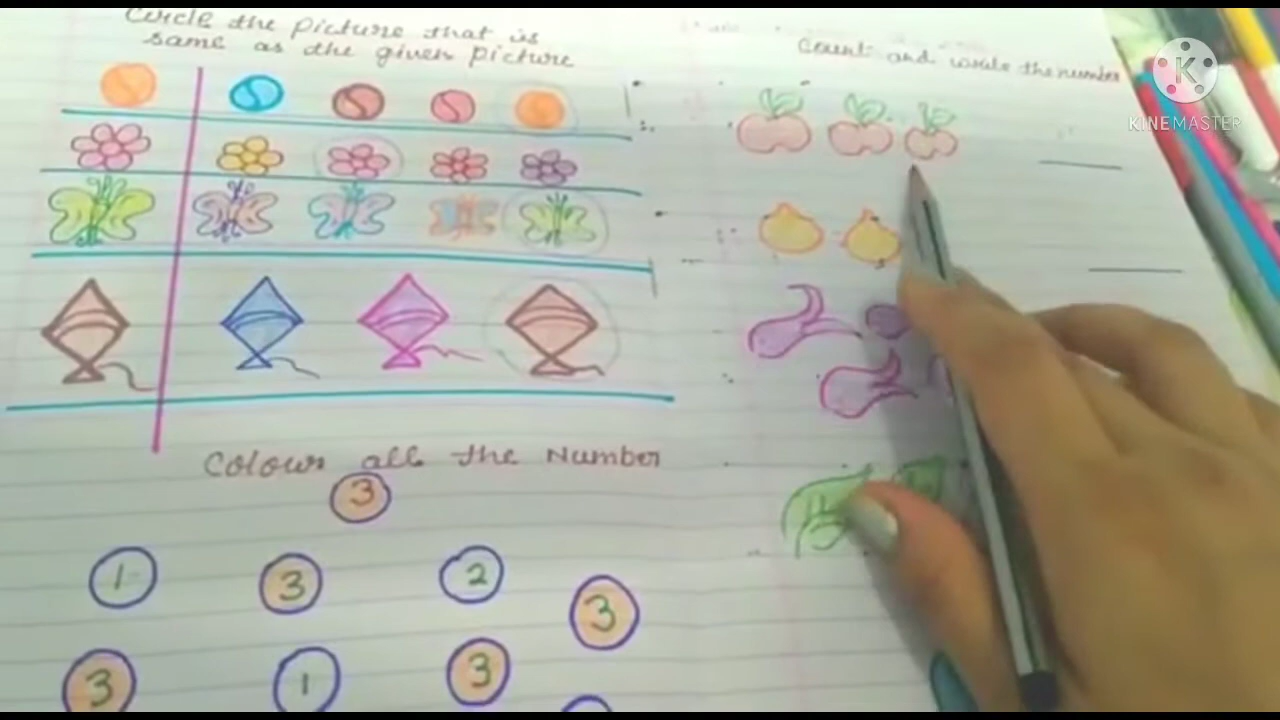 Circle the Picture that is
same as the given picture
Count and write the number
K
KINEMASTER
Colour all the Number
3
1 3 2 3
3 1 3